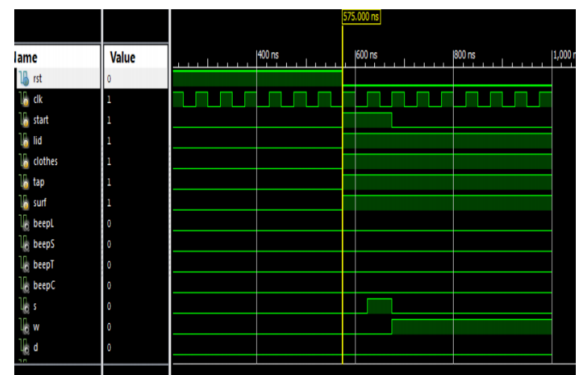 575.000 ns
lame Value
400 ns 600 ns 800 ns 1,000 r
rst 0
clk 1
start 1
lid 1
clothes 1
tap 1
surf 1
beepL 0
beepS 0
beepT 0
beepC 0
s 0
w 0
d 0